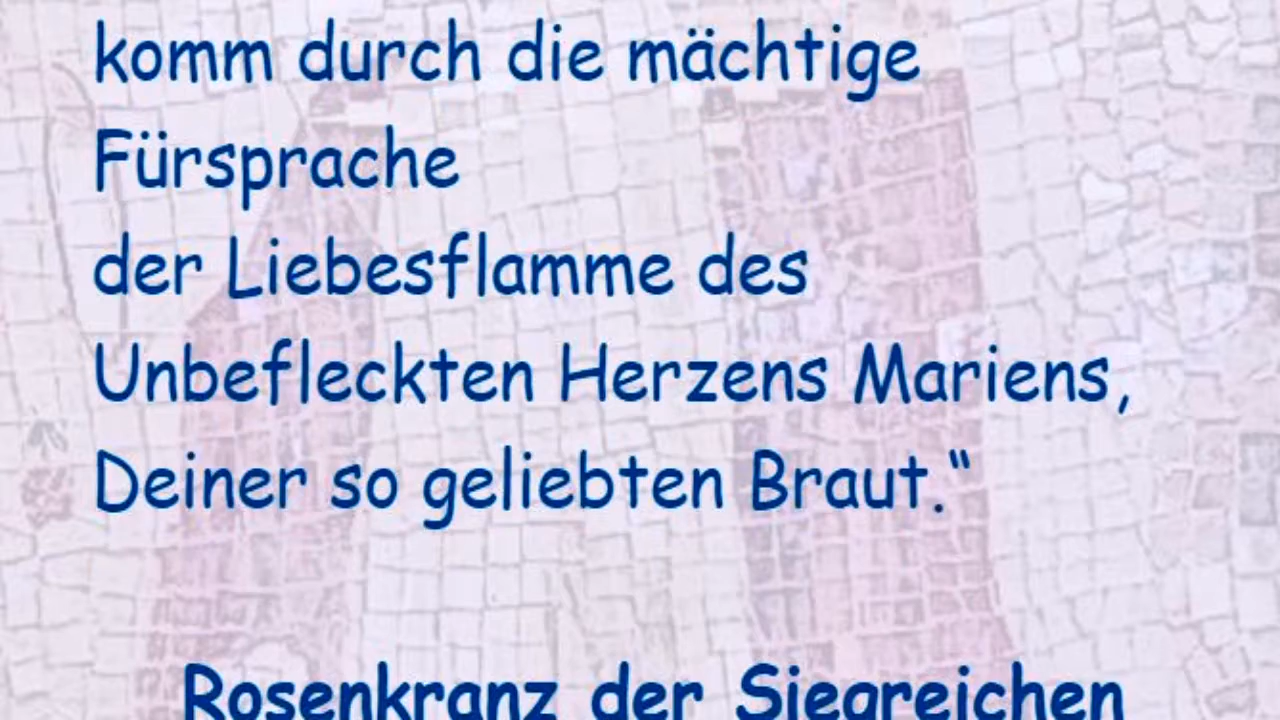 komm durch die mächtige
Fürsprache
der Liebesflamme des
Unbefleckten Herzens Mariens,
Deiner so geliebten Braut.“
Rosenkranz der Siegreichen